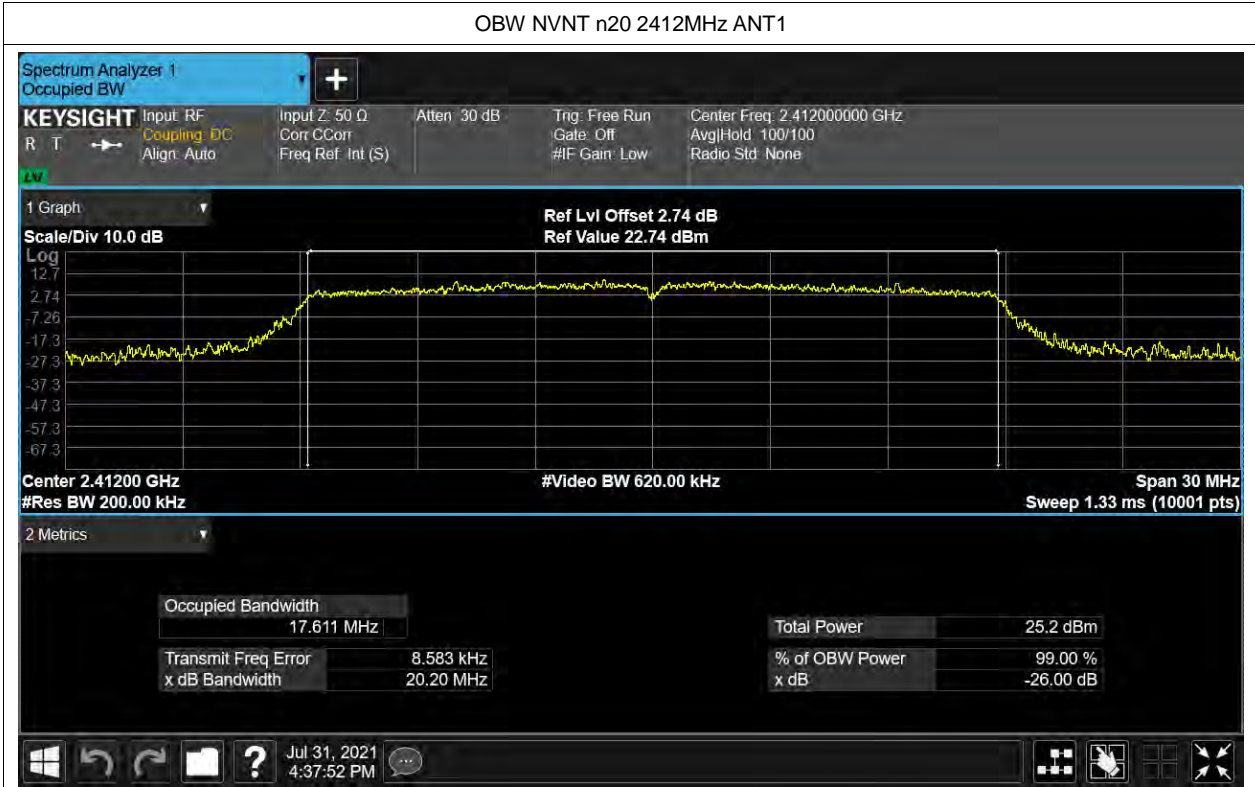 OBW NVNT n20 2412MHz ANT1
Spectrum Analyzer 1
Occupied BW
KEYSIGHT
R T
Input: RF
Coupling: DC
Align: Auto
Input Z: 50 Ω
Corr CCorr
Freq Ref: Int (S)
Atten: 30 dB
Trig: Free Run
Gate: Off
#IF Gain: Low
Center Freq: 2.412000000 GHz
Avg|Hold: 100/100
Radio Std: None
1 Graph
Scale/Div 10.0 dB
Ref Lvl Offset 2.74 dB
Ref Value 22.74 dBm
Log
12.7
2.74
-7.26
-17.3
-27.3
-37.3
-47.3
-57.3
-67.3
Center 2.41200 GHz
#Res BW 200.00 kHz
#Video BW 620.00 kHz
Span 30 MHz
Sweep 1.33 ms (10001 pts)
2 Metrics
Occupied Bandwidth
17.611 MHz
Transmit Freq Error 8.583 kHz
x dB Bandwidth 20.20 MHz
Total Power 25.2 dBm
% of OBW Power 99.00 %
x dB -26.00 dB
?
Jul 31, 2021
4:37:52 PM